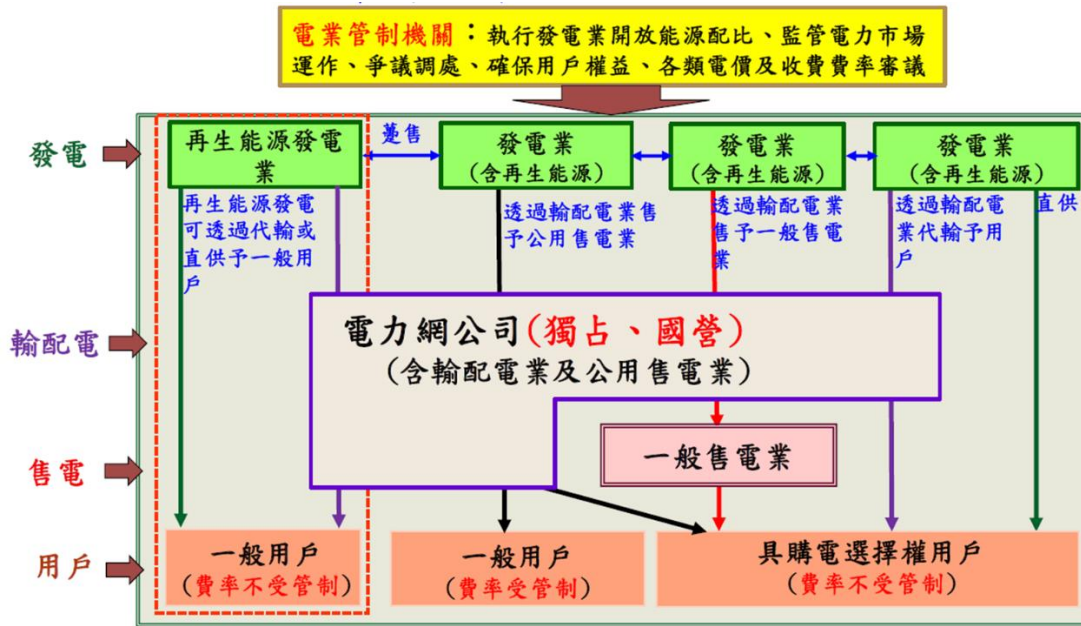 電業管制機關：執行發電業開放能源配比、監管電力市場
運作、爭議調處、確保用戶權益、各類電價及收費費率審議
發電
再生能源發電
業
躉售
發電業
(含再生能源)
發電業
(含再生能源)
發電業
(含再生能源)
再生能源發電
可透過代輸或
直供予一般用
戶
透過輸配電業售
予公用售電業
透過輸配電業
售予一般售電
業
透過輸配電
業代輸予用
戶
直供
輸配電
電力網公司(獨占、國營)
(含輸配電業及公用售電業)
售電
一般售電業
用戶
一般用戶
(費率不受管制)
一般用戶
(費率受管制)
具購電選擇權用戶
(費率不受管制)